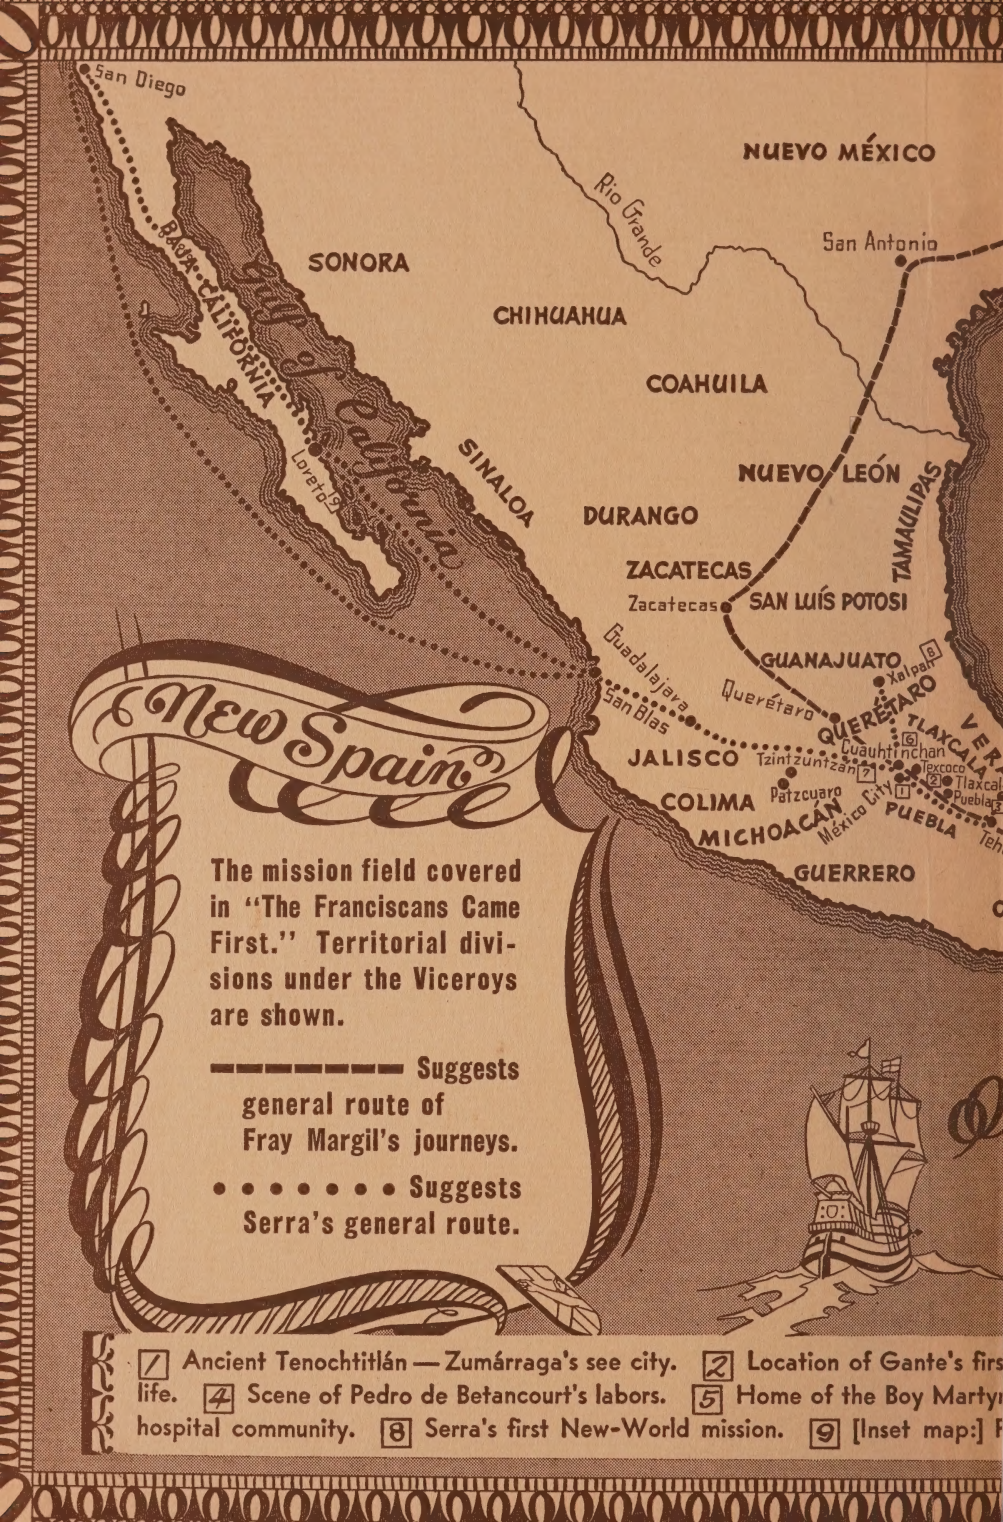 San Diego
NUEVO MÉXICO
Rio Grande
San Antonio
BAJA CALIFORNIA
Gulf of California
SONORA
CHIHUAHUA
COAHUILA
Loreto
SINALOA
NUEVO LEÓN
TAMAULIPAS
DURANGO
ZACATECAS
Zacatecas
SAN LUÍS POTOSI
Guadalajara
San Blas
GUANAJUATO
Xalpan 8
Querétaro
QUERÉTARO
TLAXCALA
JALISCO
Tzintzuntzan 7
Cuauhtinchan
6
Texcoco
2
Tlaxcal
Puebla
1
Patzcuaro
COLIMA
México City
PUEBLA
MICHOACÁN
GUERRERO
New Spain
The mission field covered
in “The Franciscans Came
First.” Territorial divi-
sions under the Viceroys
are shown.
Suggests
general route of
Fray Margil's journeys.
Suggests
Serra's general route.
1 Ancient Tenochtitlán — Zumárraga's see city. 2 Location of Gante's firs
life. 4 Scene of Pedro de Betancourt's labors. 5 Home of the Boy Marty
hospital community. 8 Serra's first New-World mission. 9 [Inset map:]